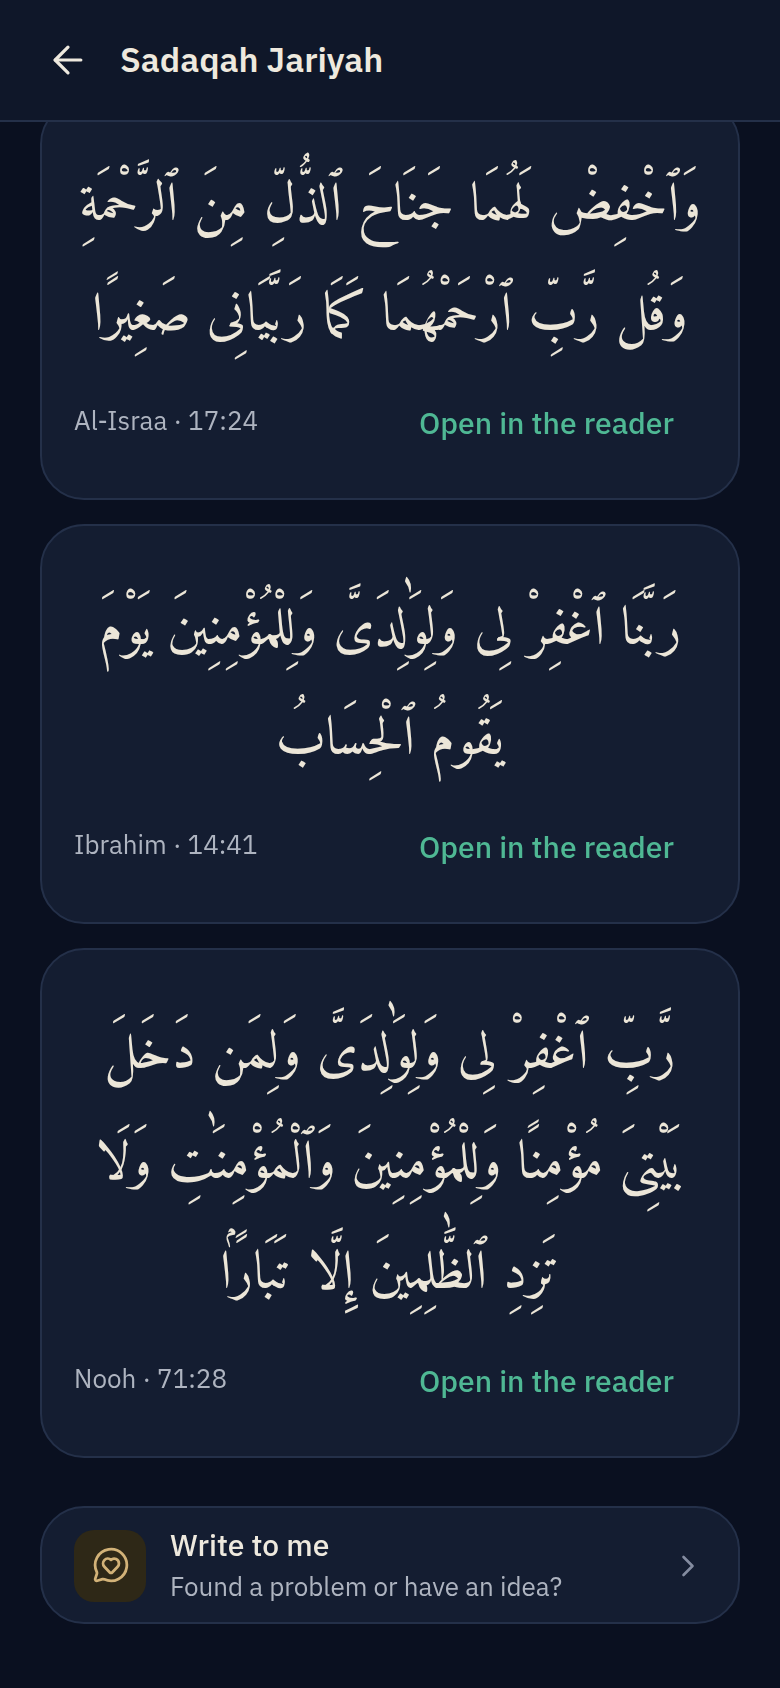 Sadaqah Jariyah
وَٱخْفِضْ لَهُمَا جَنَاحَ ٱلذُّلِّ مِنَ ٱلرَّحْمَةِ
وَقُل رَّبِّ ٱرْحَمْهُمَا كَمَا رَبَّيَانِى صَغِيرًا
Al-Israa · 17:24
Open in the reader
رَبَّنَا ٱغْفِرْ لِى وَلِوَٰلِدَىَّ وَلِلْمُؤْمِنِينَ يَوْمَ
يَقُومُ ٱلْحِسَابُ
Ibrahim · 14:41
Open in the reader
رَّبِّ ٱغْفِرْ لِى وَلِوَٰلِدَىَّ وَلِمَن دَخَلَ
بَيْتِىَ مُؤْمِنًا وَلِلْمُؤْمِنِينَ وَٱلْمُؤْمِنَٰتِ وَلَا
تَزِدِ ٱلظَّٰلِمِينَ إِلَّا تَبَارًۢا
Nooh · 71:28
Open in the reader
Write to me
Found a problem or have an idea?